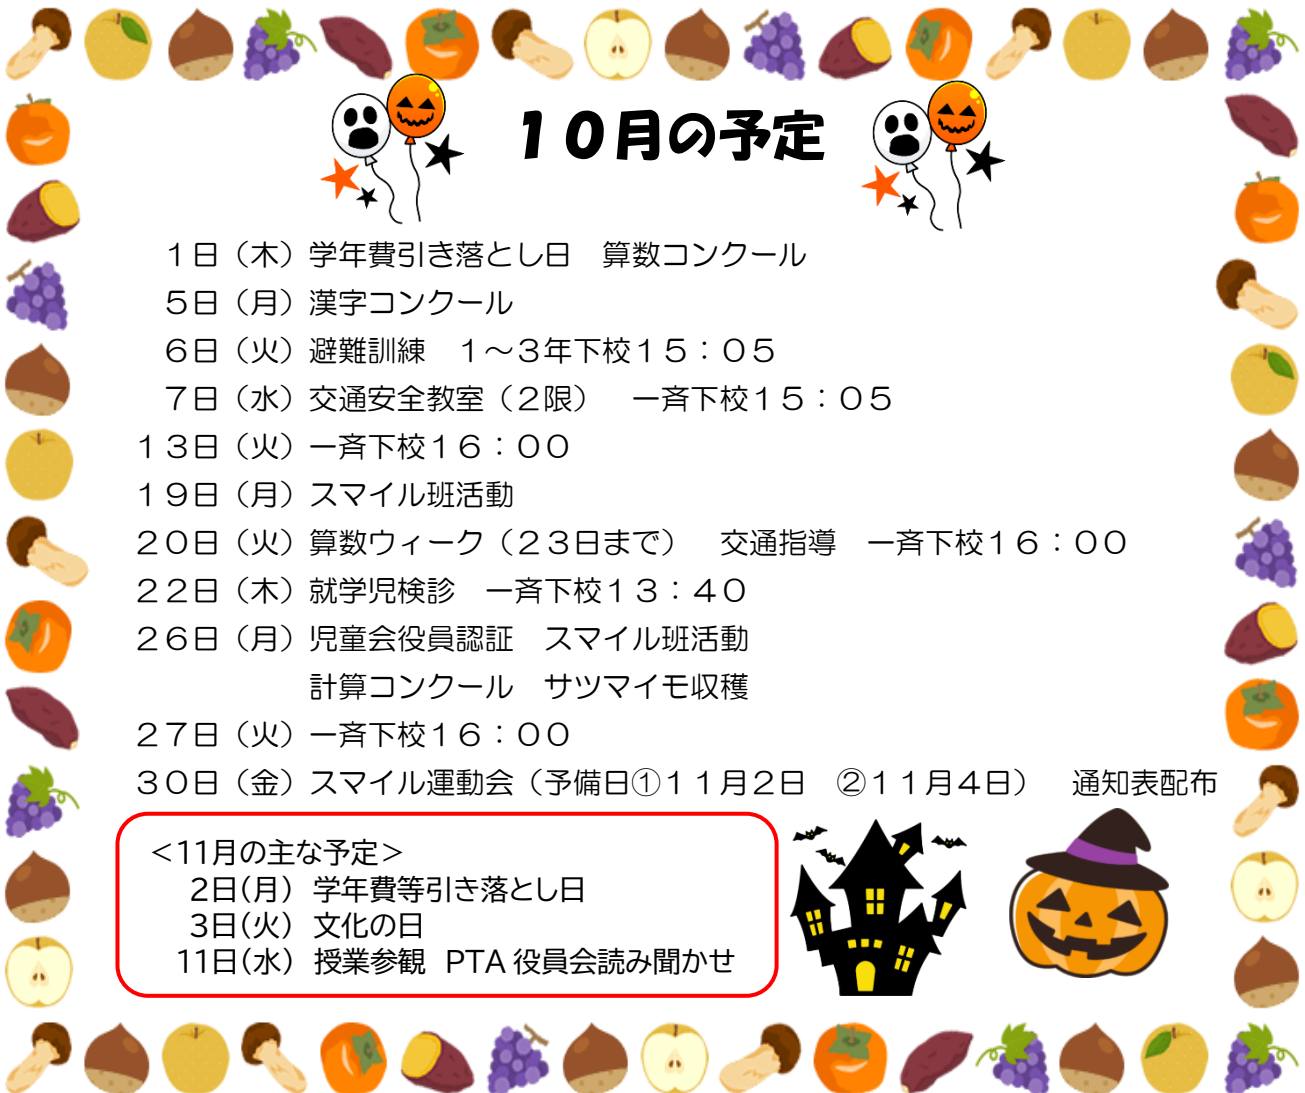 １０月の予定
１日（木）学年費引き落とし日　算数コンクール
５日（月）漢字コンクール
６日（火）避難訓練　１～３年下校１５：０５
７日（水）交通安全教室（２限）　一斉下校１５：０５
１３日（火）一斉下校１６：００
１９日（月）スマイル班活動
２０日（火）算数ウィーク（２３日まで）　交通指導　一斉下校１６：００
２２日（木）就学児検診　一斉下校１３：４０
２６日（月）児童会役員認証　スマイル班活動
計算コンクール　サツマイモ収穫
２７日（火）一斉下校１６：００
３０日（金）スマイル運動会（予備日①１１月２日　②１１月４日）　通知表配布
＜11月の主な予定＞
2日(月)　学年費等引き落とし日
3日(火)　文化の日
11日(水)　授業参観　PTA 役員会読み聞かせ